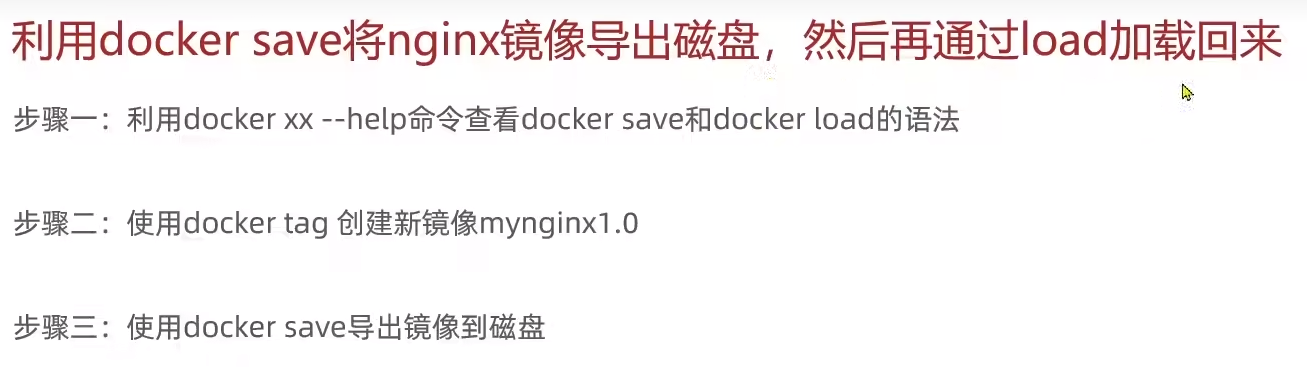 利用docker save将nginx镜像导出磁盘，然后再通过load加载回来
步骤一：利用docker xx --help命令查看docker save和docker load的语法
步骤二：使用docker tag 创建新镜像mynginx1.0
步骤三：使用docker save导出镜像到磁盘